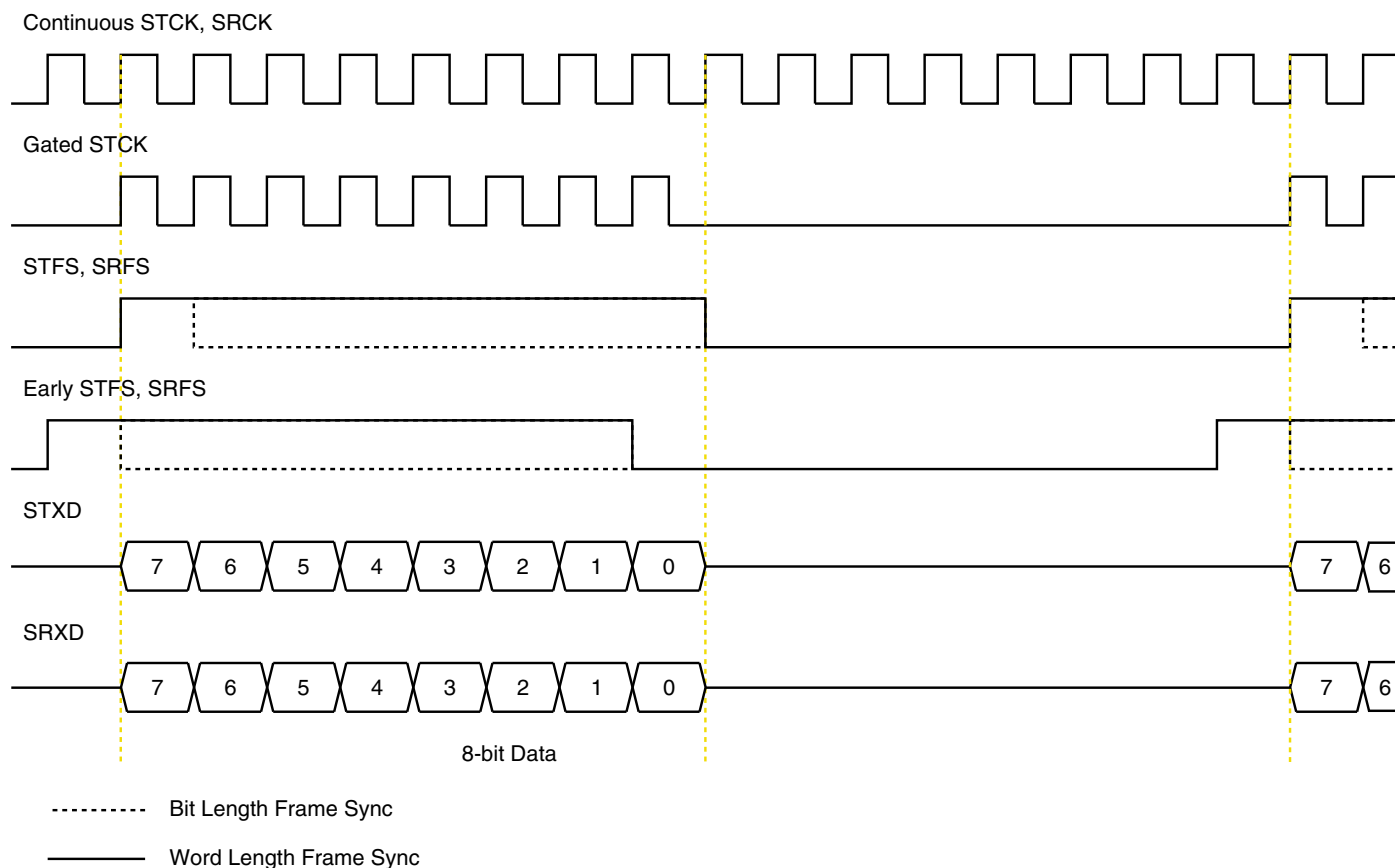 Continuous STCK, SRCK
Gated STCK
STFS, SRFS
Early STFS, SRFS
STXD
7 6 5 4 3 2 1 0 7 6
SRXD
7 6 5 4 3 2 1 0 7 6
8-bit Data
Bit Length Frame Sync
Word Length Frame Sync